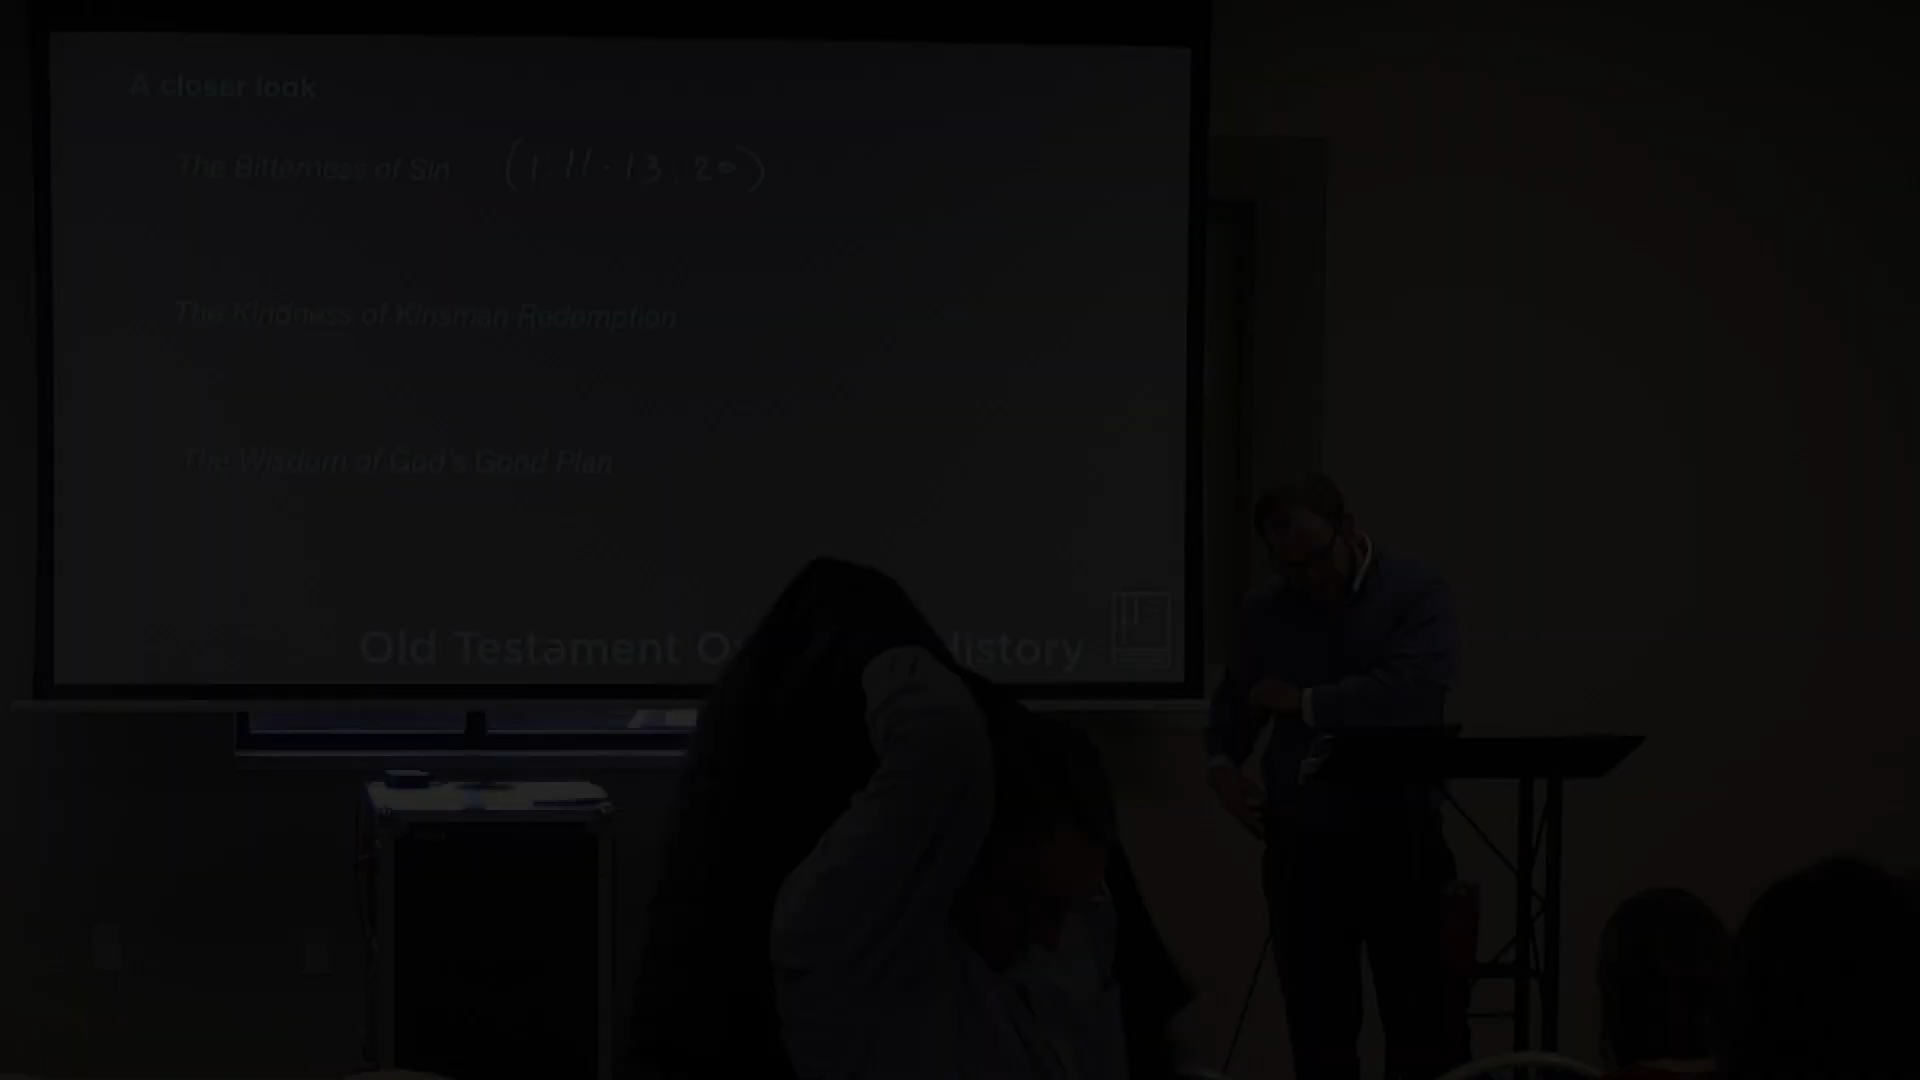 A closer look
The Bitterness of Sin (1:11-13, 20)
The Kindness of Kinsman Redemption
The Wisdom of God's Good Plan
Old Testament O History